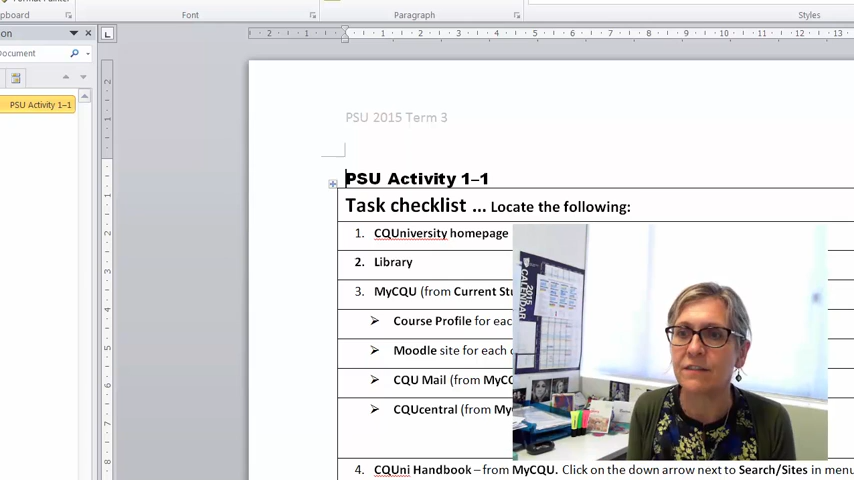 Font
Paragraph
Styles
PSU Activity 1–1
PSU 2015 Term 3
PSU Activity 1–1
Task checklist ... Locate the following:
1. CQUniversity homepage
2. Library
3. MyCQU (from Current Stu
➢ Course Profile for eac
➢ Moodle site for each
➢ CQU Mail (from MyCQ
➢ CQUcentral (from My
4. CQUni Handbook – from MyCQU. Click on the down arrow next to Search/Sites in menu
2015
CALENDAR